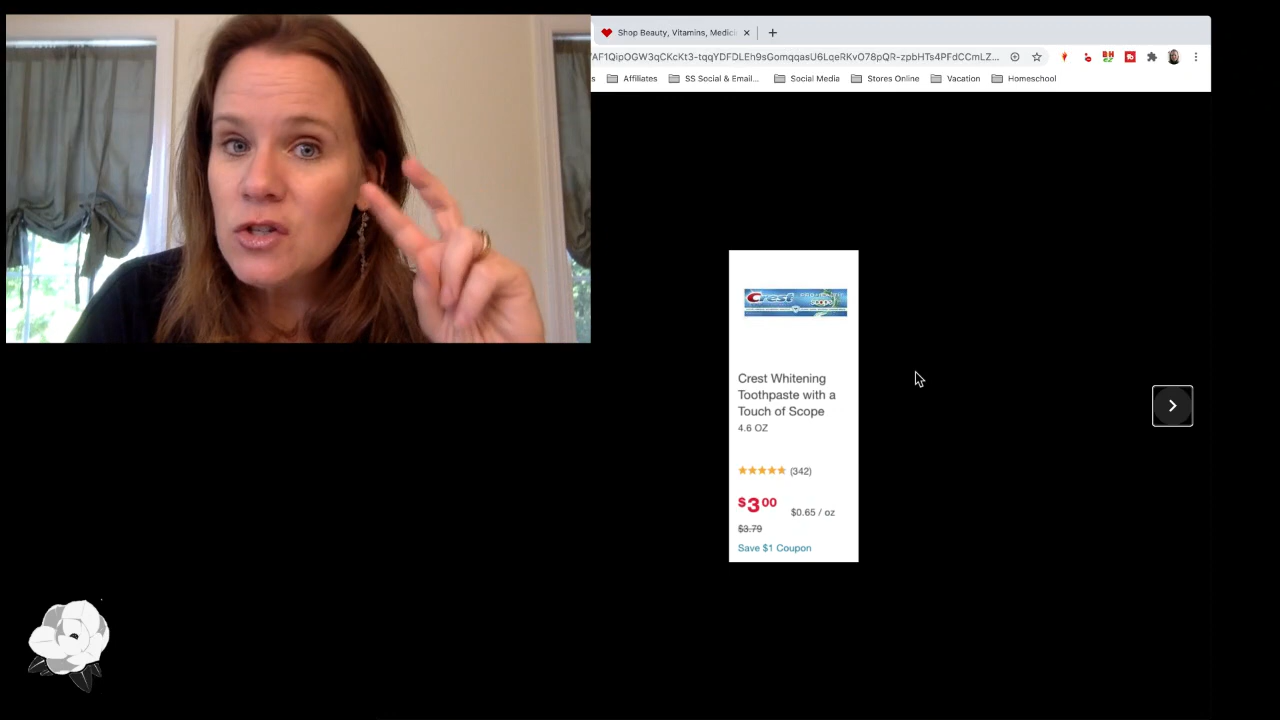 Shop Beauty, Vitamins, Medici
AF1QipOGW3qCKcKt3-tqqYDFDLEh9sGomqqasU6LqeRKvO78pQR-zpbHTs4PFdCCmLZ...
s Affiliates SS Social & Email... Social Media Stores Online Vacation Homeschool
Crest PRO-HEALTH
Crest Whitening
Toothpaste with a
Touch of Scope
4.6 OZ
(342)
$3 00
$0.65 / oz
$3.79
Save $1 Coupon